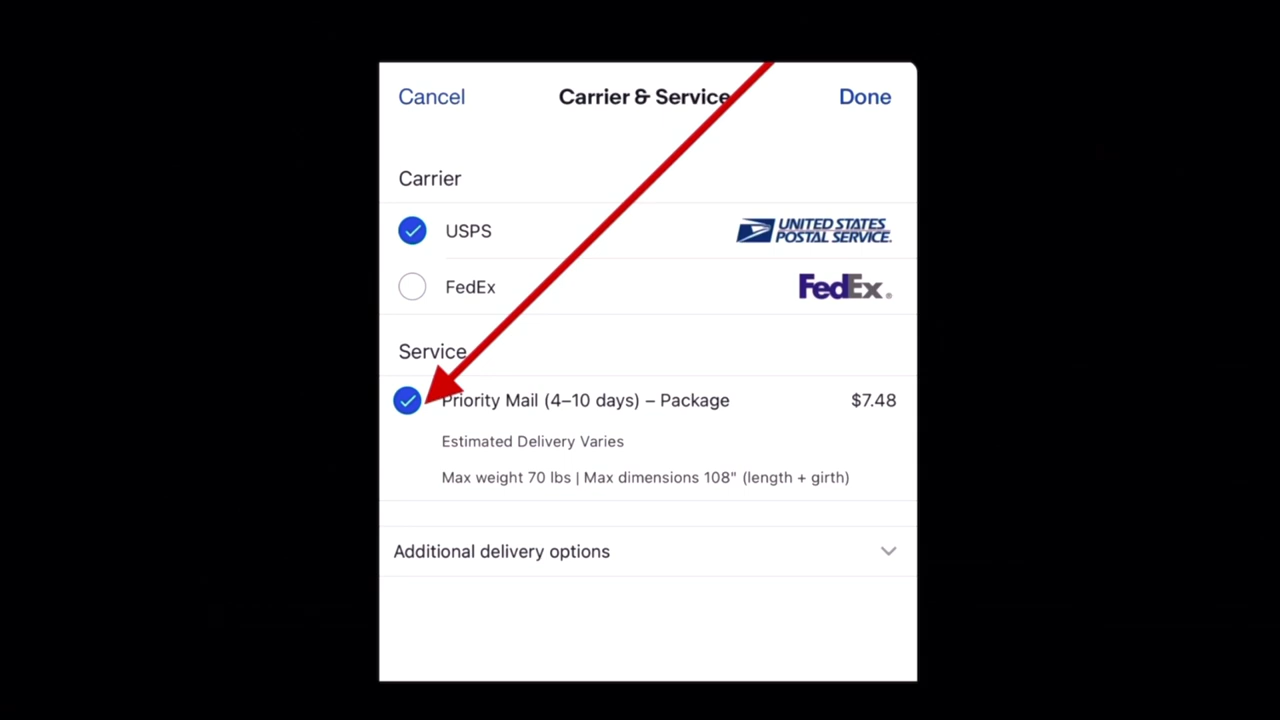 Cancel Carrier & Service Done
Carrier
USPS UNITED STATES
POSTAL SERVICE.
FedEx FedEx®
Service
Priority Mail (4–10 days) – Package $7.48
Estimated Delivery Varies
Max weight 70 lbs | Max dimensions 108" (length + girth)
Additional delivery options